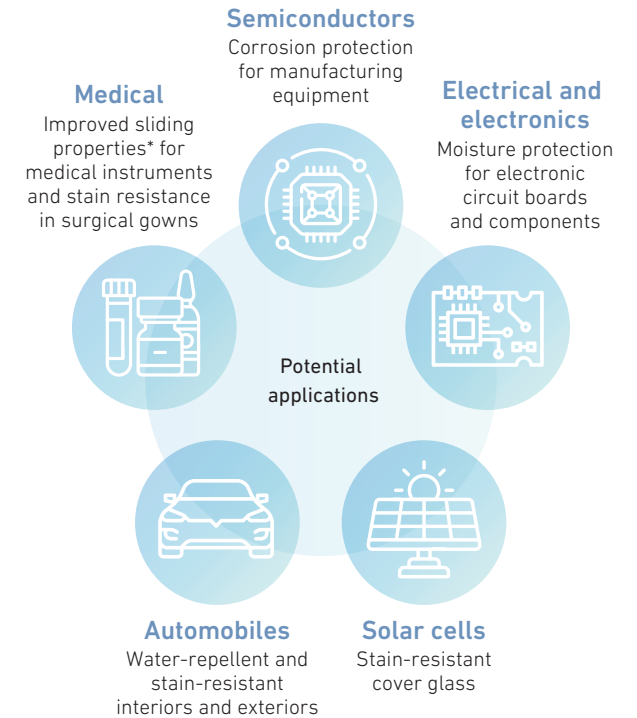 Semiconductors
Corrosion protection
for manufacturing
equipment
Medical
Improved sliding
properties* for
medical instruments
and stain resistance
in surgical gowns
Electrical and
electronics
Moisture protection
for electronic
circuit boards
and components
Potential
applications
Automobiles
Water-repellent and
stain-resistant
interiors and exteriors
Solar cells
Stain-resistant
cover glass